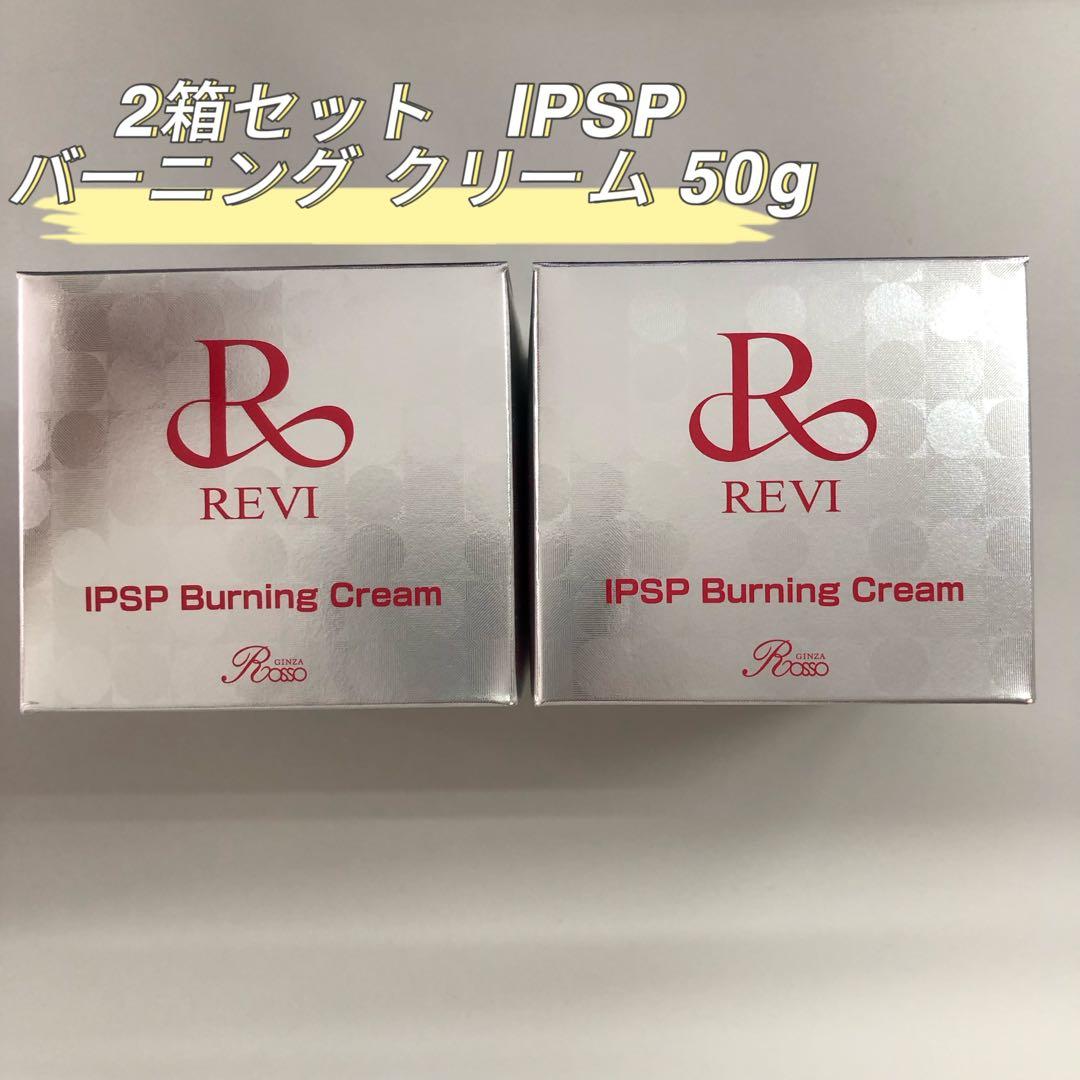 2箱セット　IPSP
バーニング クリーム 50g
R
REVI
IPSP Burning Cream
GINZA
Rosso
R
REVI
IPSP Burning Cream
GINZA
Rosso